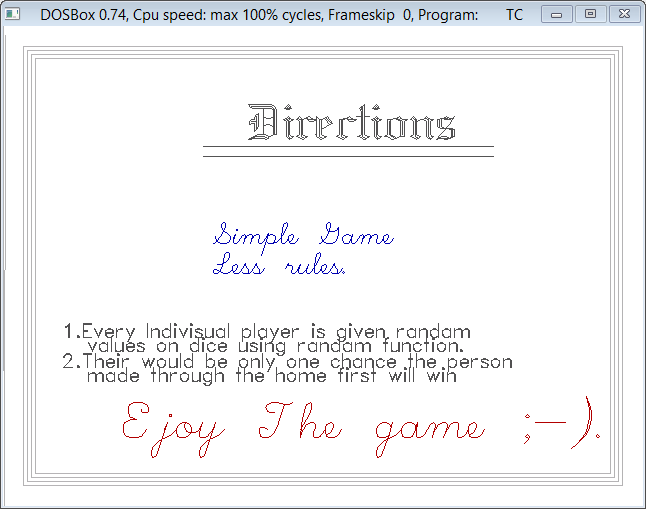 DOSBox 0.74, Cpu speed: max 100% cycles, Frameskip 0, Program: TC
Directions
Simple Game
Less rules.
1.Every Indivisual player is given random
values on dice using random function.
2.Their would be only one chance the person
made through the home first will win
Ejoy The game ;-).